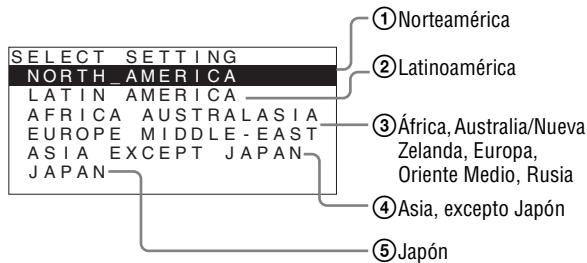 SELECT SETTING
NORTH_AMERICA
LATIN AMERICA
AFRICA AUSTRALASIA
EUROPE MIDDLE-EAST
ASIA EXCEPT JAPAN
JAPAN
①Norteamérica
②Latinoamérica
③África, Australia/Nueva
Zelanda, Europa,
Oriente Medio, Rusia
④Asia, excepto Japón
⑤Japón